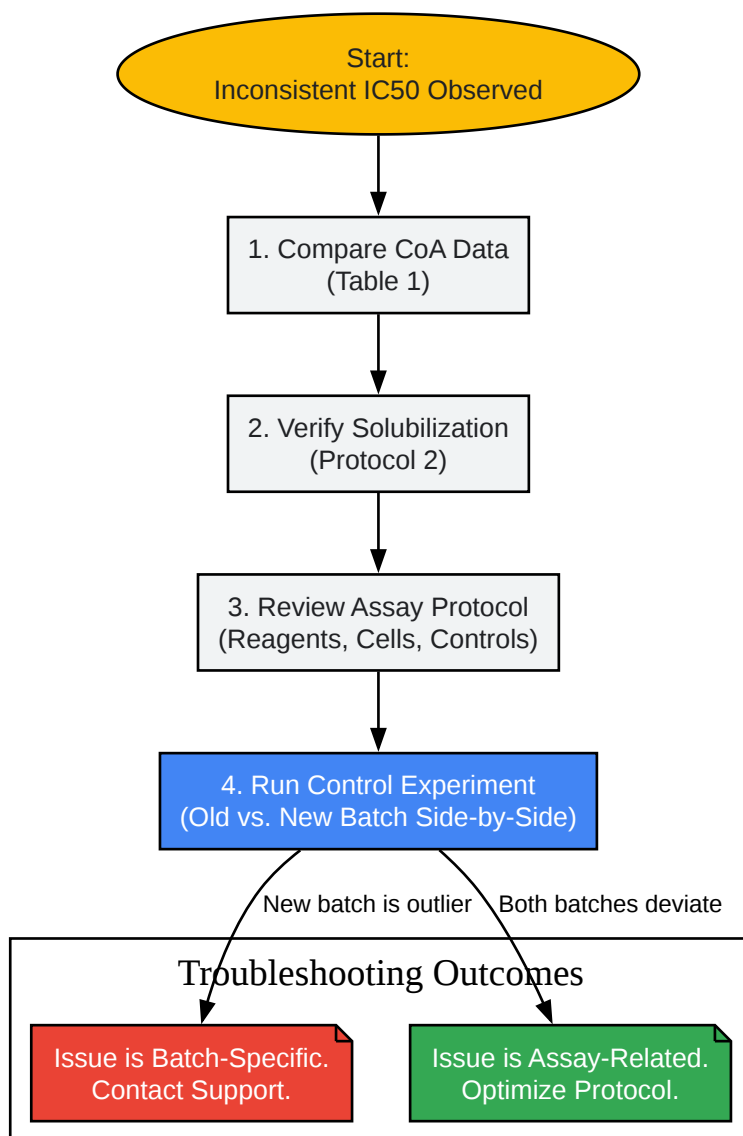 Start:
Inconsistent IC50 Observed
1. Compare CoA Data
(Table 1)
2. Verify Solubilization
(Protocol 2)
3. Review Assay Protocol
(Reagents, Cells, Controls)
4. Run Control Experiment
(Old vs. New Batch Side-by-Side)
New batch is outlier
Both batches deviate
Troubleshooting Outcomes
Issue is Batch-Specific.
Contact Support.
Issue is Assay-Related.
Optimize Protocol.